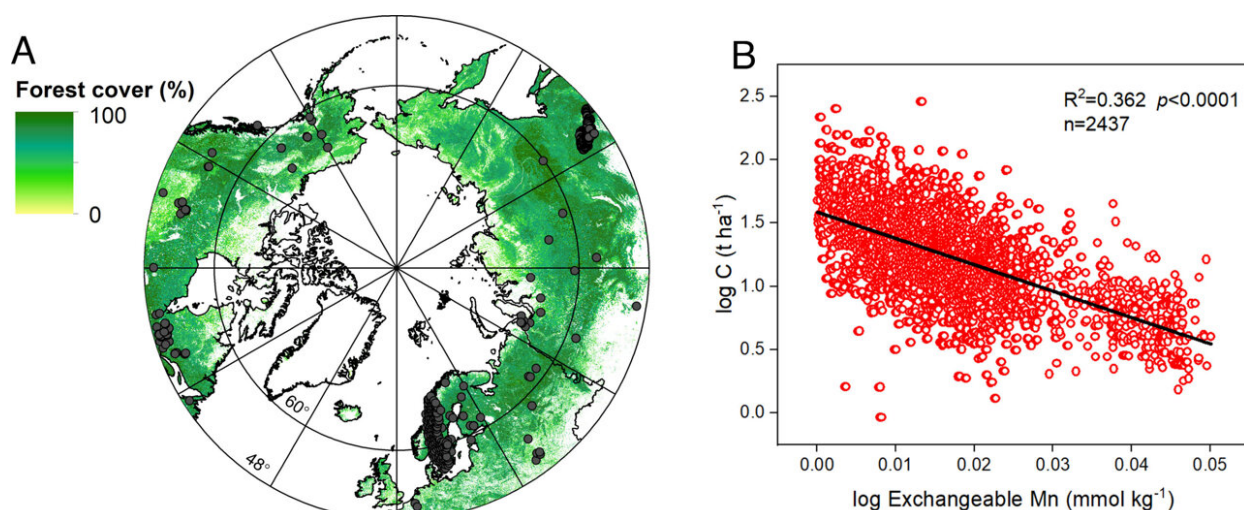 A
Forest cover (%)
100
0
60°
48°
B
R²=0.362 p<0.0001
n=2437
log C (t ha⁻¹)
2.5
2.0
1.5
1.0
0.5
0.0
0.00 0.01 0.02 0.03 0.04 0.05
log Exchangeable Mn (mmol kg⁻¹)